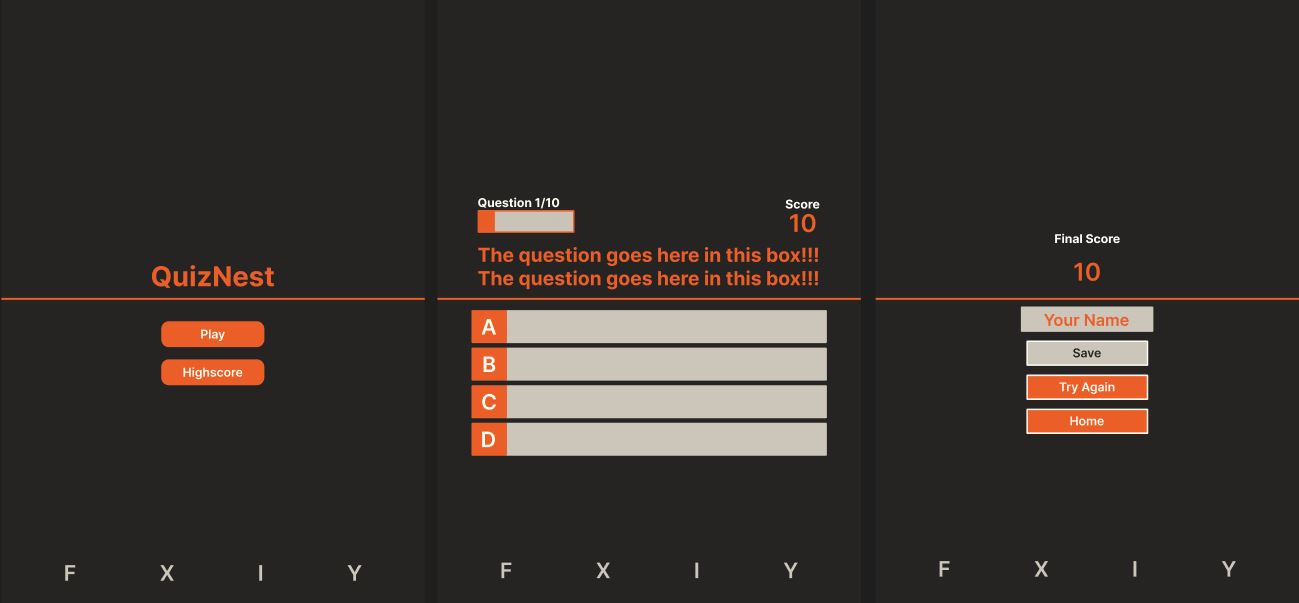 QuizNest
Play
Highscore
F X I Y
Question 1/10
Score
10
The question goes here in this box!!!
The question goes here in this box!!!
A
B
C
D
F X I Y
Final Score
10
Your Name
Save
Try Again
Home
F X I Y